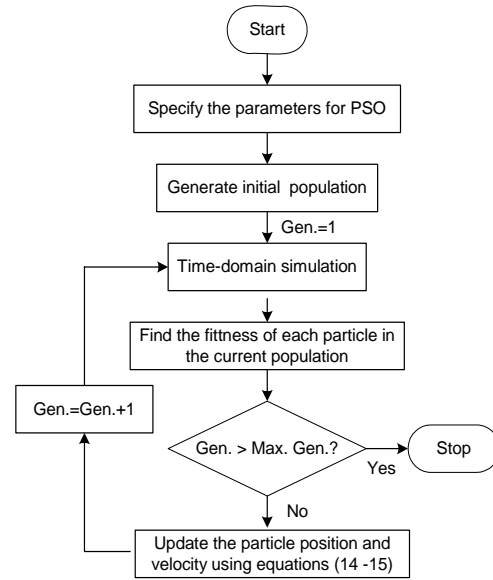 Start
Specify the parameters for PSO
Generate initial population
Gen.=1
Time-domain simulation
Find the fittness of each particle in
the current population
Gen.=Gen.+1
Gen. > Max. Gen.?
Stop
Yes
No
Update the particle position and
velocity using equations (14 -15)